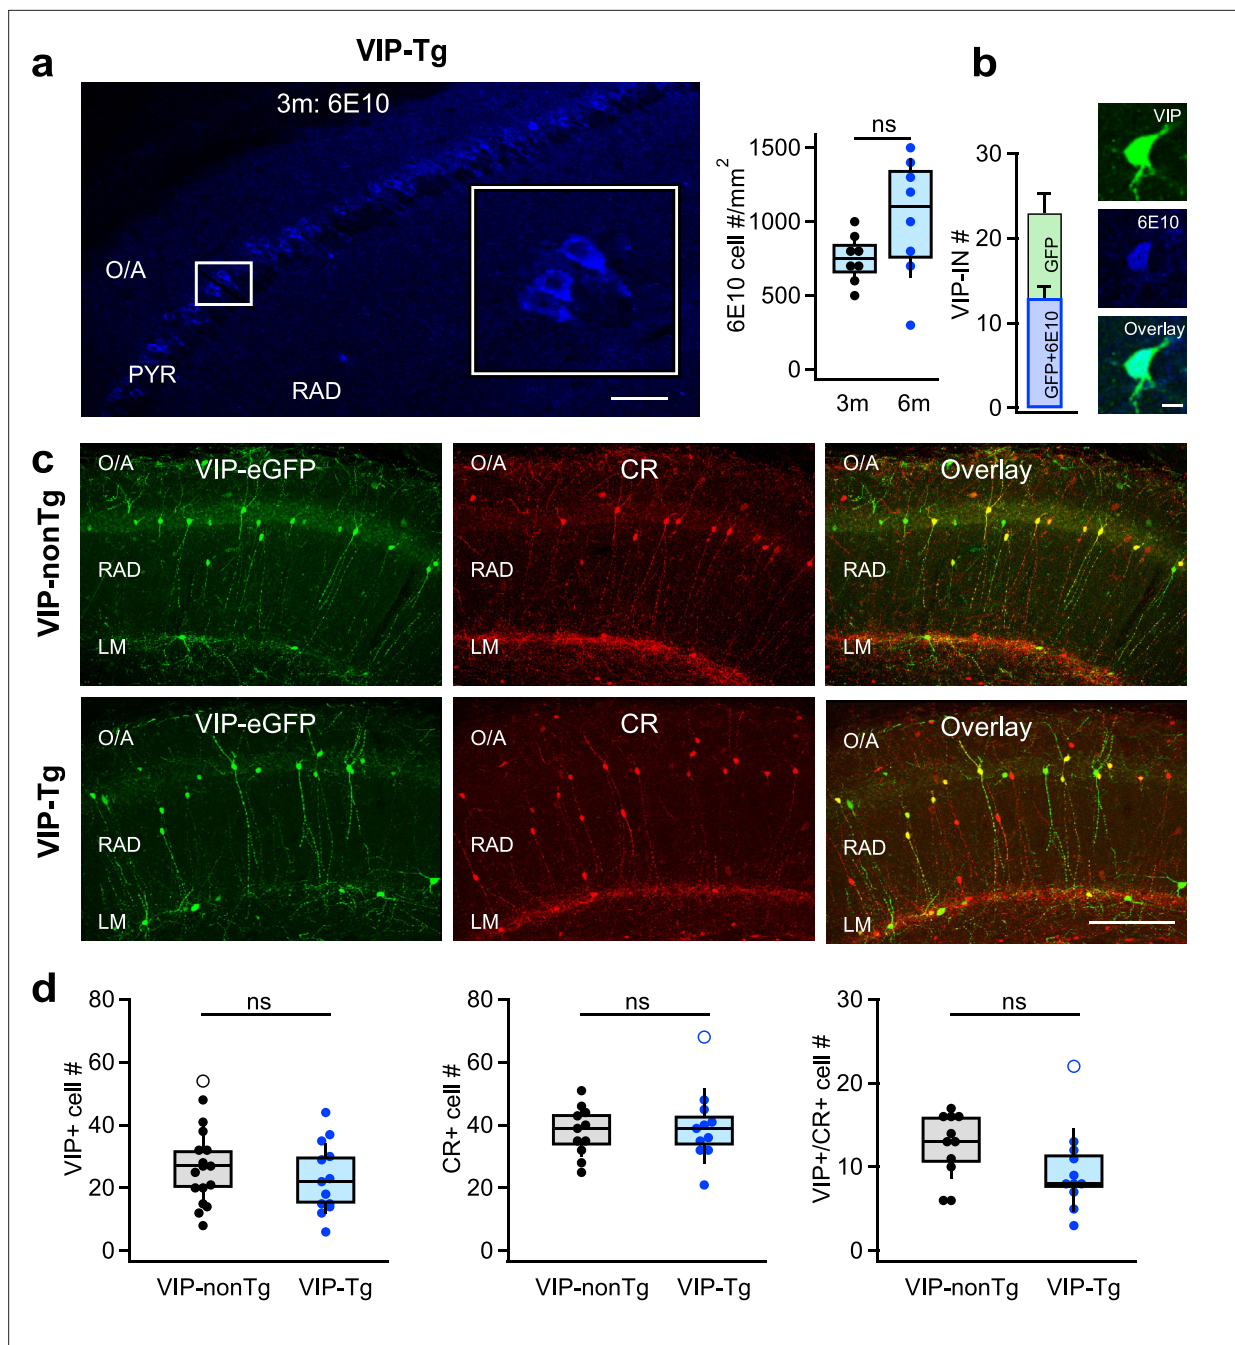 a
VIP-Tg
3m: 6E10
O/A
PYR
RAD
6E10 cell #/mm2
1500
1000
500
0
ns
3m
6m
b
VIP-IN #
30
20
10
0
GFP
GFP+6E10
VIP
6E10
Overlay
c
VIP-nonTg
O/A
VIP-eGFP
RAD
LM
O/A
CR
RAD
LM
O/A
Overlay
RAD
LM
VIP-Tg
O/A
VIP-eGFP
RAD
LM
O/A
CR
RAD
LM
O/A
Overlay
RAD
LM
d
VIP+ cell #
80
60
40
20
0
ns
VIP-nonTg
VIP-Tg
CR+ cell #
80
60
40
20
0
ns
VIP-nonTg
VIP-Tg
VIP+/CR+ cell #
30
20
10
0
ns
VIP-nonTg
VIP-Tg